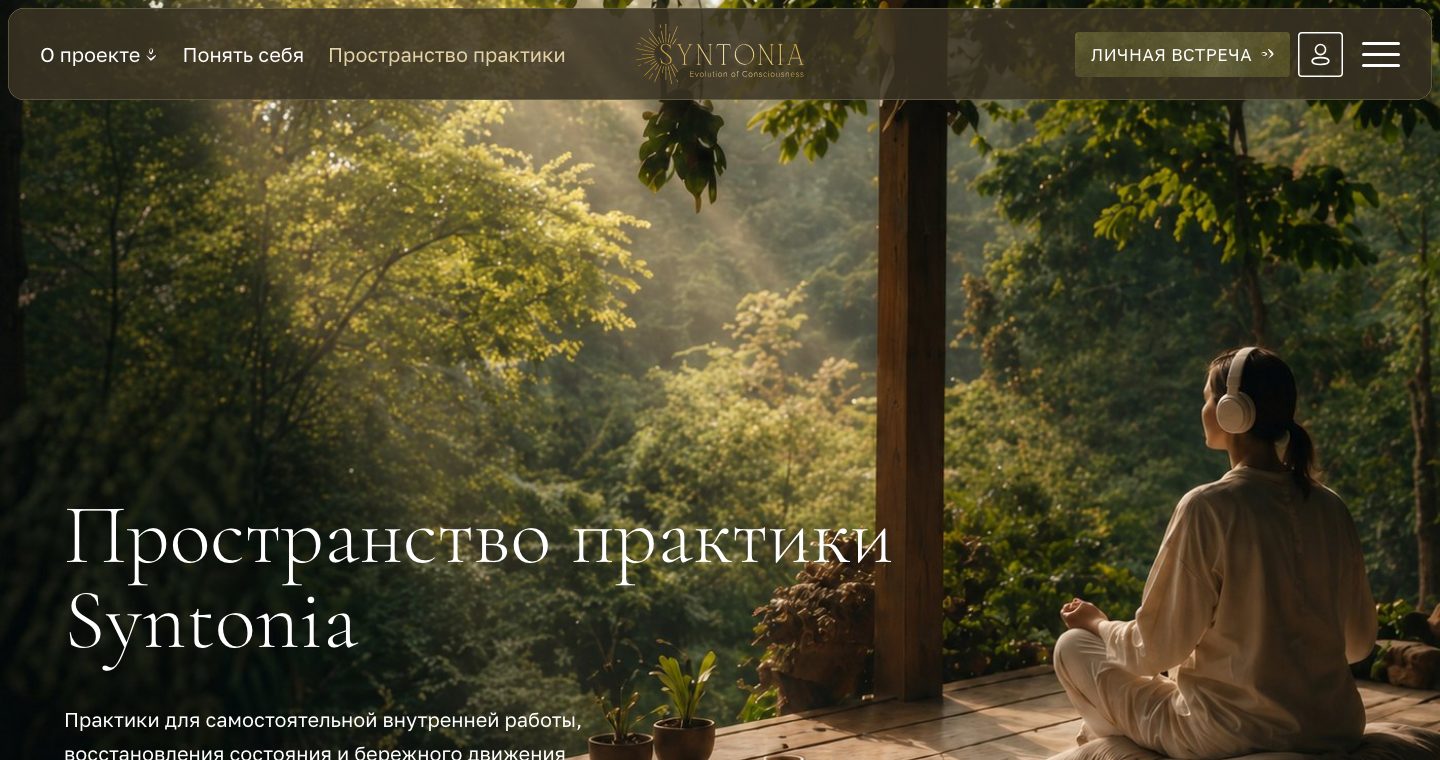 О проекте
Понять себя
Пространство практики
SYNTONIA
Evolution of Consciousness
ЛИЧНАЯ ВСТРЕЧА
Пространство практики
Syntonia
Практики для самостоятельной внутренней работы,
восстановления состояния и бережного движения